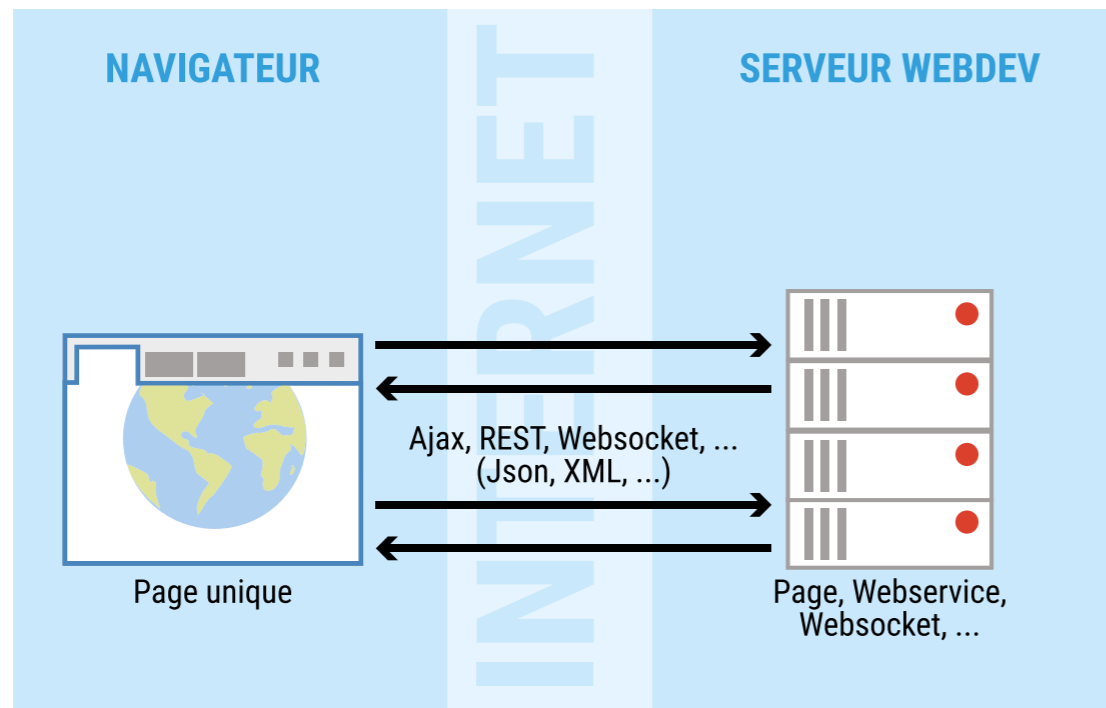 NAVIGATEUR
INTERNET
SERVEUR WEBDEV
Ajax, REST, Websocket, ...
(Json, XML, ...)
Page unique
Page, Webservice,
Websocket, ...